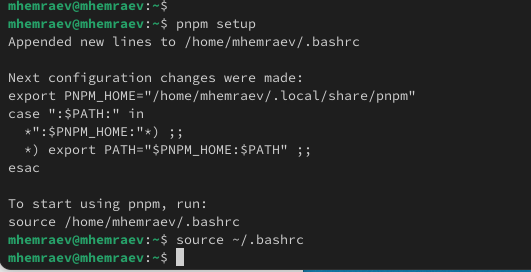 mhemraev@mhemraev:~$
mhemraev@mhemraev:~$ pnpm setup
Appended new lines to /home/mhemraev/.bashrc

Next configuration changes were made:
export PNPM_HOME="/home/mhemraev/.local/share/pnpm"
case ":$PATH:" in
  *":$PNPM_HOME:"*) ;;
  *) export PATH="$PNPM_HOME:$PATH" ;;
esac

To start using pnpm, run:
source /home/mhemraev/.bashrc
mhemraev@mhemraev:~$ source ~/.bashrc
mhemraev@mhemraev:~$